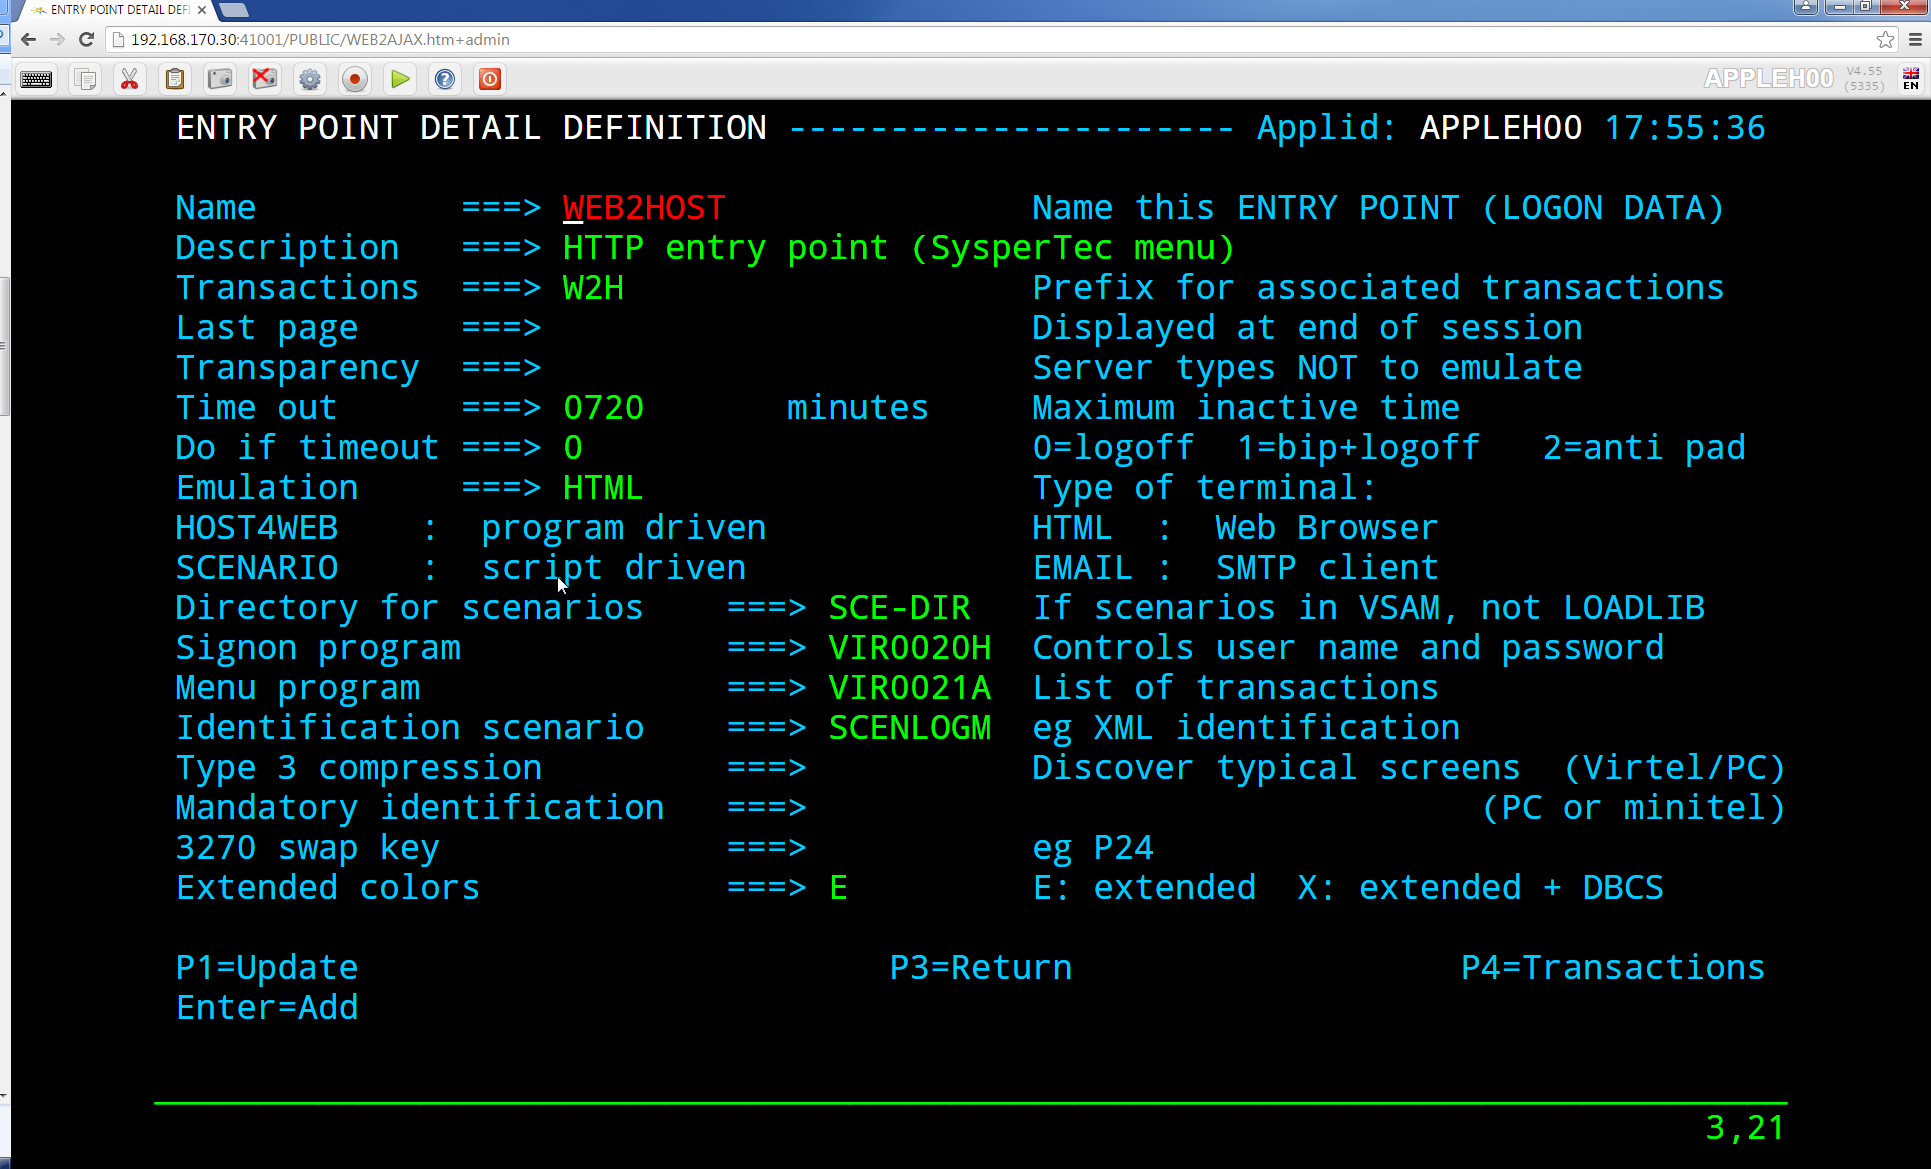 ENTRY POINT DETAIL DEF
192.168.170.30:41001/PUBLIC/WEB2AJAX.htm+admin
APPLEH00 V4.55 (5335) EN
ENTRY POINT DETAIL DEFINITION ---------------------- Applid: APPLEH00 17:55:36
Name ===> WEB2HOST Name this ENTRY POINT (LOGON DATA)
Description ===> HTTP entry point (SysperTec menu)
Transactions ===> W2H Prefix for associated transactions
Last page ===> Displayed at end of session
Transparency ===> Server types NOT to emulate
Time out ===> 0720 minutes Maximum inactive time
Do if timeout ===> 0 0=logoff 1=bip+logoff 2=anti pad
Emulation ===> HTML Type of terminal:
HOST4WEB : program driven HTML : Web Browser
SCENARIO : script driven EMAIL : SMTP client
Directory for scenarios ===> SCE-DIR If scenarios in VSAM, not LOADLIB
Signon program ===> VIR0020H Controls user name and password
Menu program ===> VIR0021A List of transactions
Identification scenario ===> SCENLOGM eg XML identification
Type 3 compression ===> Discover typical screens (Virtel/PC)
Mandatory identification ===> (PC or minitel)
3270 swap key ===> eg P24
Extended colors ===> E E: extended X: extended + DBCS
P1=Update P3=Return P4=Transactions
Enter=Add
3,21